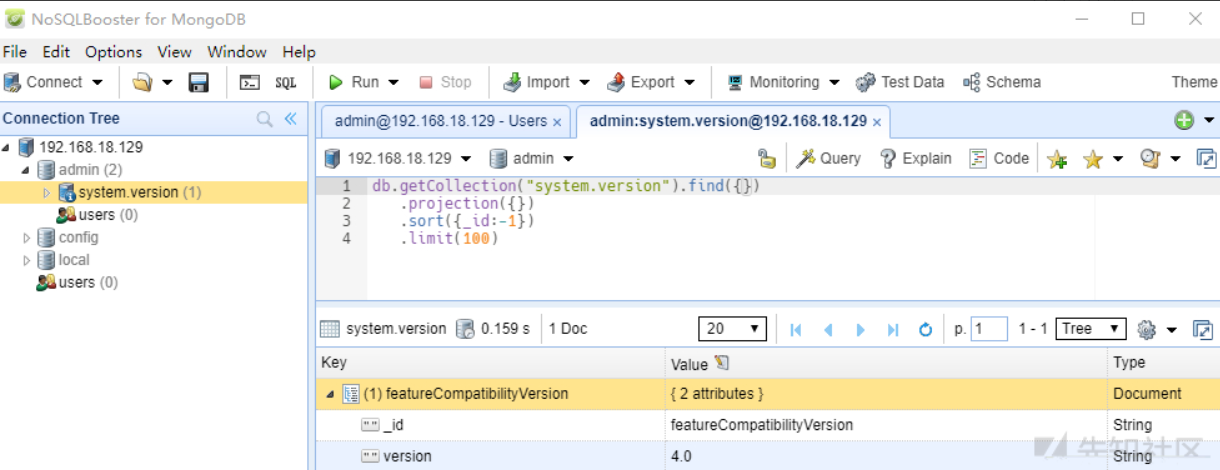 NoSQLBooster for MongoDB
File Edit Options View Window Help
Connect SQL Run Stop Import Export Monitoring Test Data Schema Theme
Connection Tree
admin@192.168.18.129 - Users × admin:system.version@192.168.18.129 ×
192.168.18.129
admin (2)
system.version (1)
users (0)
config
local
users (0)
192.168.18.129 admin Query Explain Code
1 db.getCollection("system.version").find({})
2 .projection({})
3 .sort({_id:-1})
4 .limit(100)
system.version 0.159 s 1 Doc 20 p. 1 1 - 1 Tree
Key Value Type
(1) featureCompatibilityVersion { 2 attributes } Document
"" _id featureCompatibilityVersion String
"" version 4.0 String
先知社区